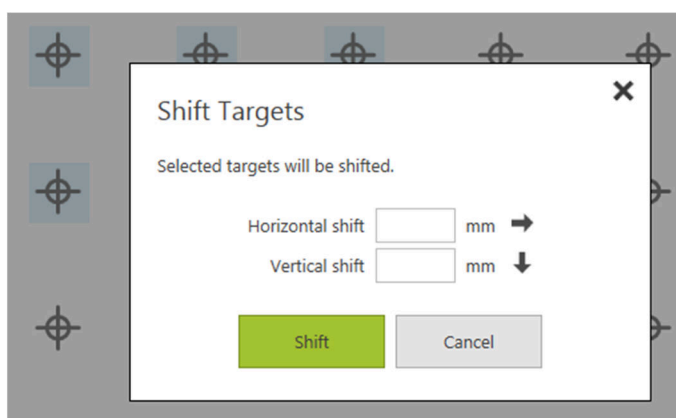 Shift Targets
Selected targets will be shifted.
Horizontal shift mm
Vertical shift mm
Shift Cancel